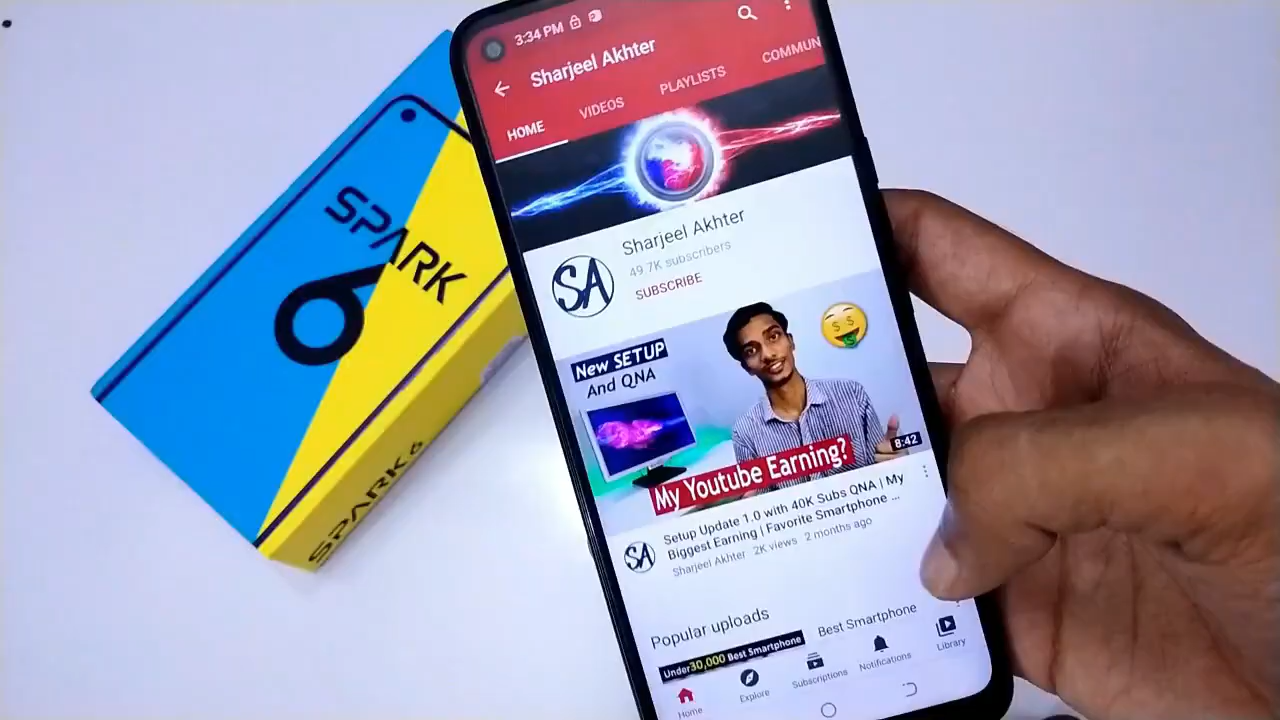 SPARK
6
SPARK 6
3:34 PM
Sharjeel Akhter
HOME
VIDEOS
PLAYLISTS
COMMUN
Sharjeel Akhter
49.7K subscribers
SUBSCRIBE
SA
New SETUP
And QNA
My Youtube Earning?
8:42
SA
Setup Update 1.0 with 40K Subs QNA | My
Biggest Earning | Favorite Smartphone ...
Sharjeel Akhter 2K views 2 months ago
Popular uploads
Under30,000 Best Smartphone
Best Smartphone
Home
Explore
Subscriptions
Notifications
Library